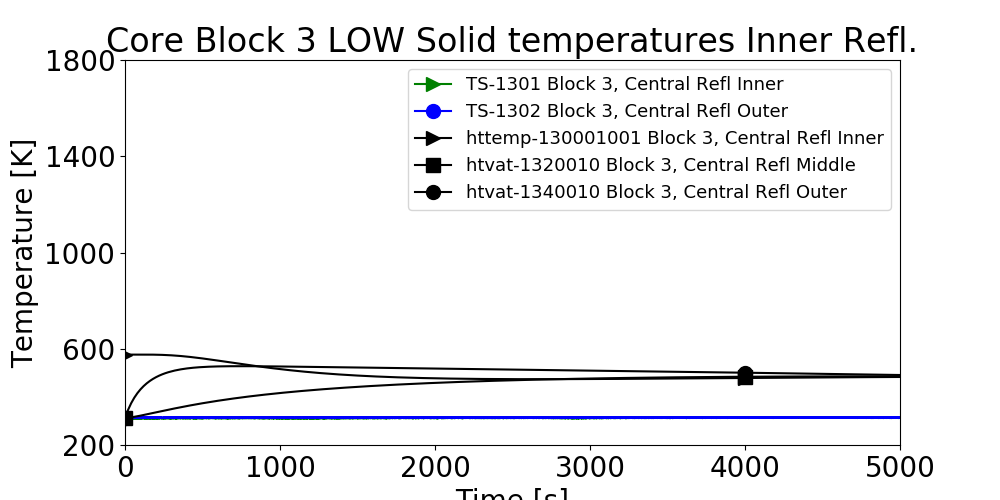 Core Block 3 LOW Solid temperatures Inner Refl.
1800
1400
1000
600
200
Temperature [K]
TS-1301 Block 3, Central Refl Inner
TS-1302 Block 3, Central Refl Outer
httemp-130001001 Block 3, Central Refl Inner
htvat-1320010 Block 3, Central Refl Middle
htvat-1340010 Block 3, Central Refl Outer
0 1000 2000 3000 4000 5000
Time [s]